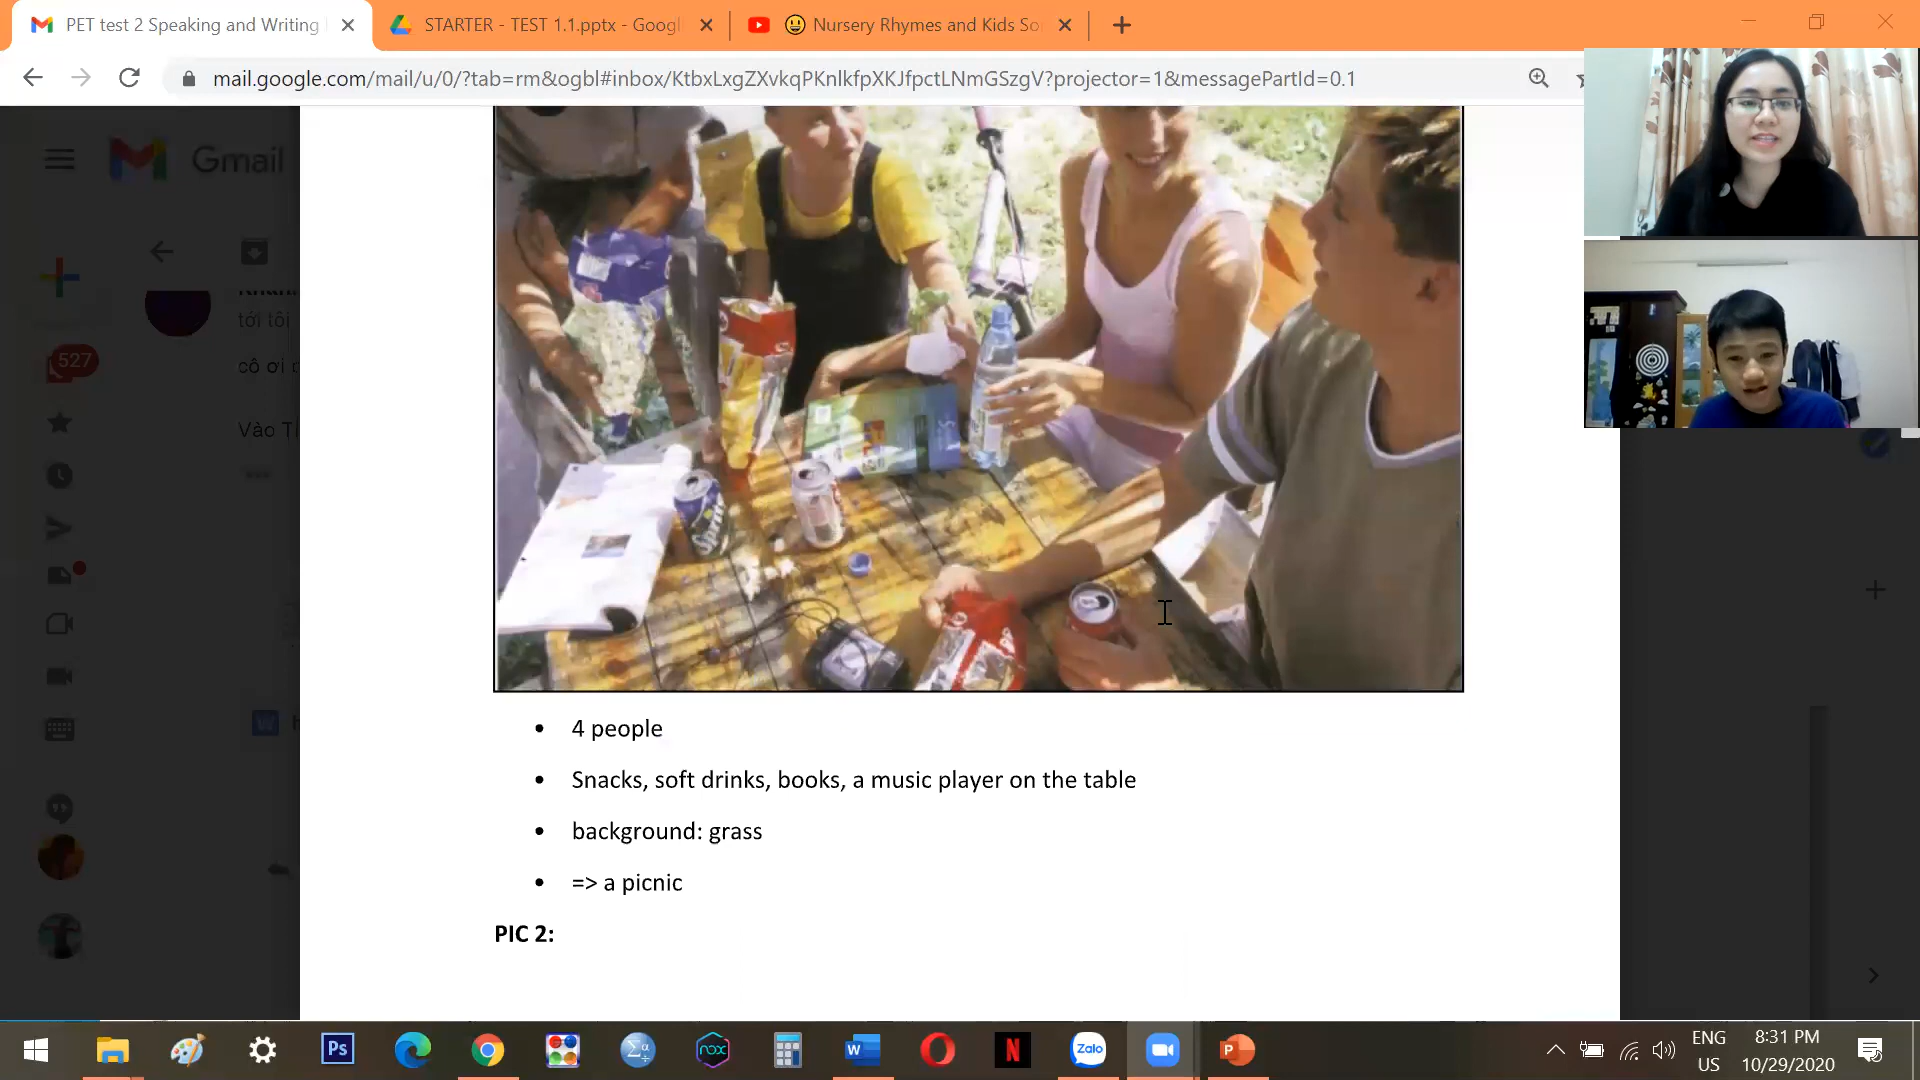 PET test 2 Speaking and Writing
STARTER - TEST 1.1.pptx - Googl
Nursery Rhymes and Kids So
mail.google.com/mail/u/0/?tab=rm&ogbl#inbox/KtbxLxgZXvkqPKnlkfpXKJfpctLNmGSzgV?projector=1&messagePartId=0.1
Gmail
tới tôi
527
cô ơi
Vào
• 4 people
• Snacks, soft drinks, books, a music player on the table
• background: grass
• => a picnic
PIC 2:
Ps
nox
W
N
Zalo
P
ENG
US
8:31 PM
10/29/2020